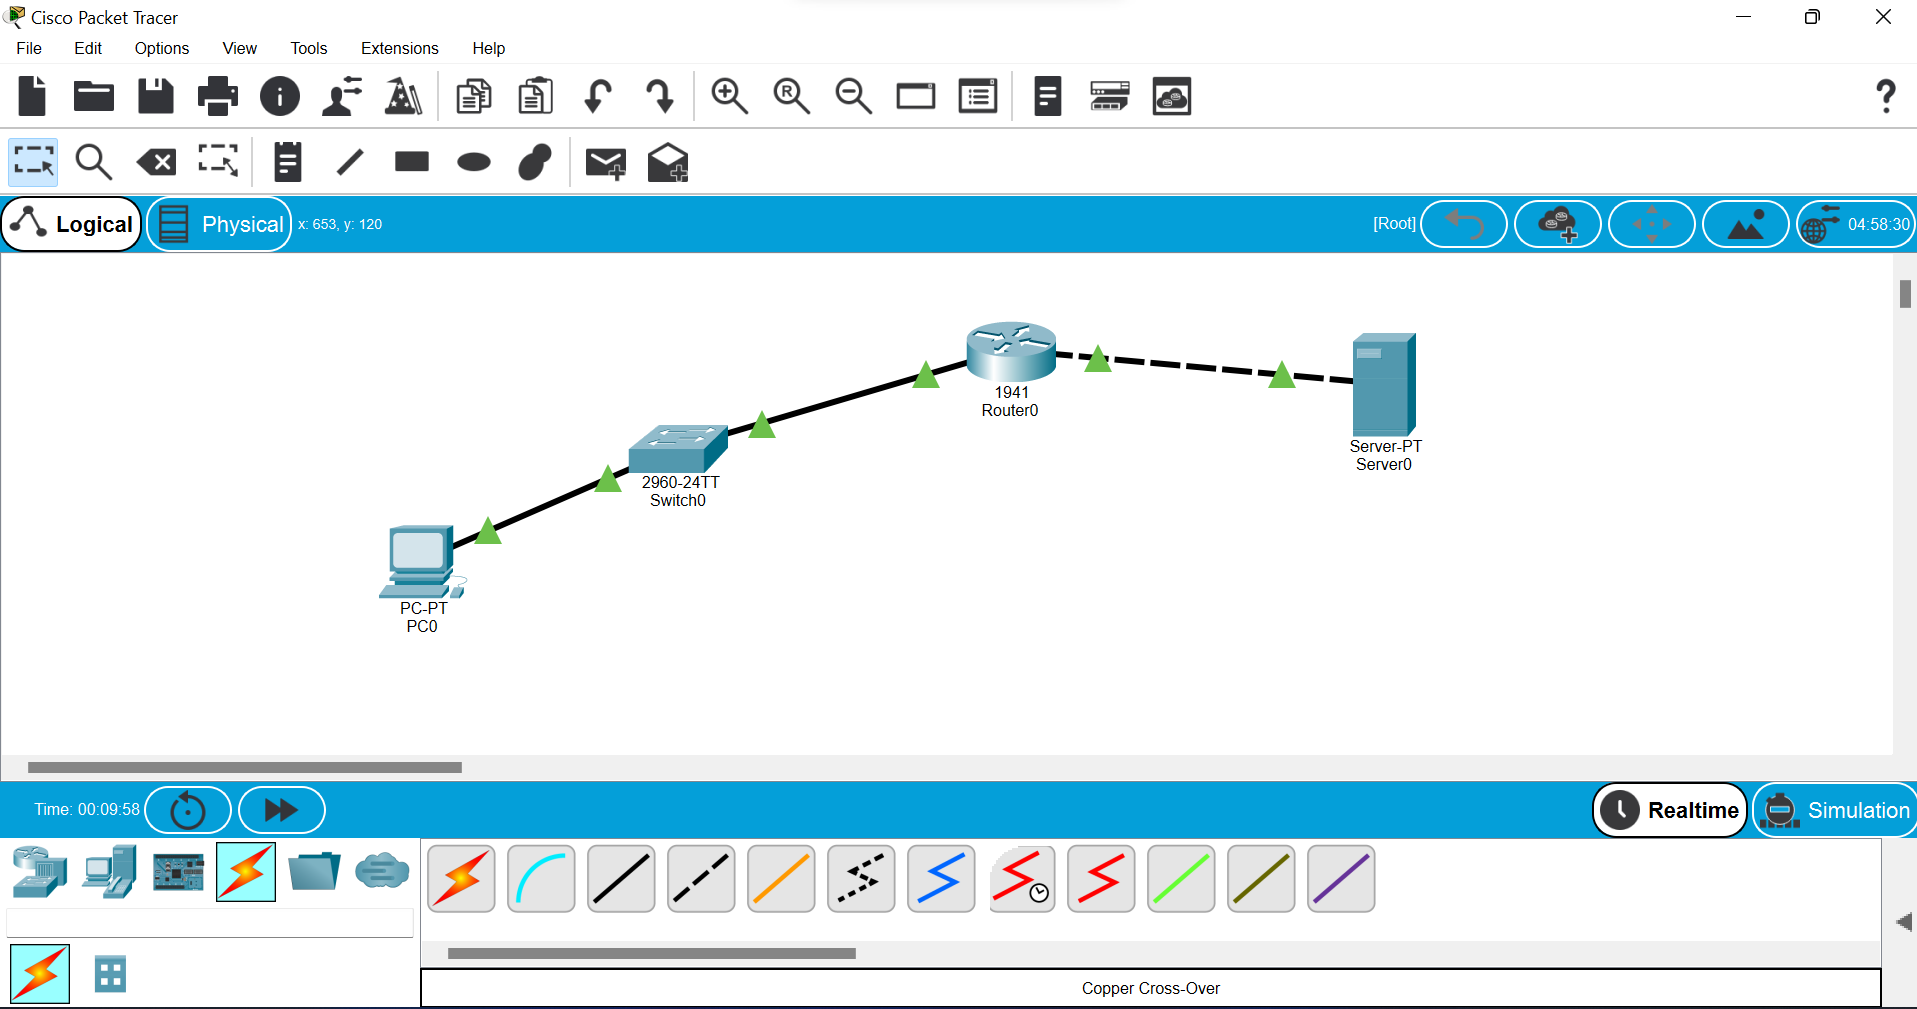 Cisco Packet Tracer
File Edit Options View Tools Extensions Help
R
?
Logical Physical x: 653, y: 120 [Root] 04:58:30
1941
Router0
Server-PT
Server0
2960-24TT
Switch0
PC-PT
PC0
Time: 00:09:58 Realtime Simulation
Copper Cross-Over